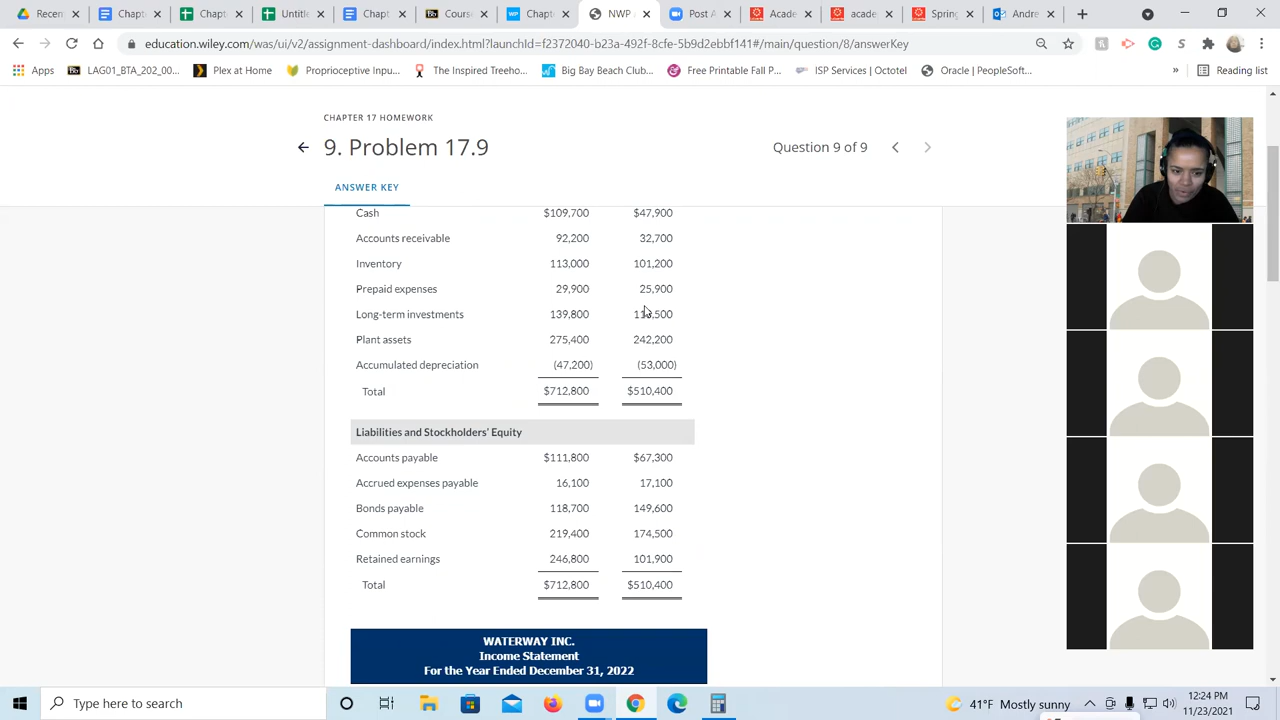 Recen
Chapt
Chapt
Untitle
Chapt
Cours
WP
Chapt
NWP
Post A
Acade
acade
Spring
Andre
education.wiley.com/was/ui/v2/assignment-dashboard/index.html?launchId=f2372040-b23a-492f-8cfe-5b9d2ebbf141#/main/question/8/answerKey
Apps
LAG01_BTA_202_00...
Plex at Home
Proprioceptive Inpu...
The Inspired Treeho...
Big Bay Beach Club...
Free Printable Fall P...
ISP Services | Octotel
Oracle | PeopleSoft...
»
Reading list
CHAPTER 17 HOMEWORK
9. Problem 17.9
Question 9 of 9
ANSWER KEY
Cash $109,700 $47,900
Accounts receivable 92,200 32,700
Inventory 113,000 101,200
Prepaid expenses 29,900 25,900
Long-term investments 139,800
Plant assets 275,400 242,200
Accumulated depreciation (47,200) (53,000)
Total $712,800 $510,400
Liabilities and Stockholders' Equity
Accounts payable $111,800 $67,300
Accrued expenses payable 16,100 17,100
Bonds payable 118,700 149,600
Common stock 219,400 174,500
Retained earnings 246,800 101,900
Total $712,800 $510,400
WATERWAY INC.
Income Statement
For the Year Ended December 31, 2022
Type here to search
41°F Mostly sunny
12:24 PM
11/23/2021